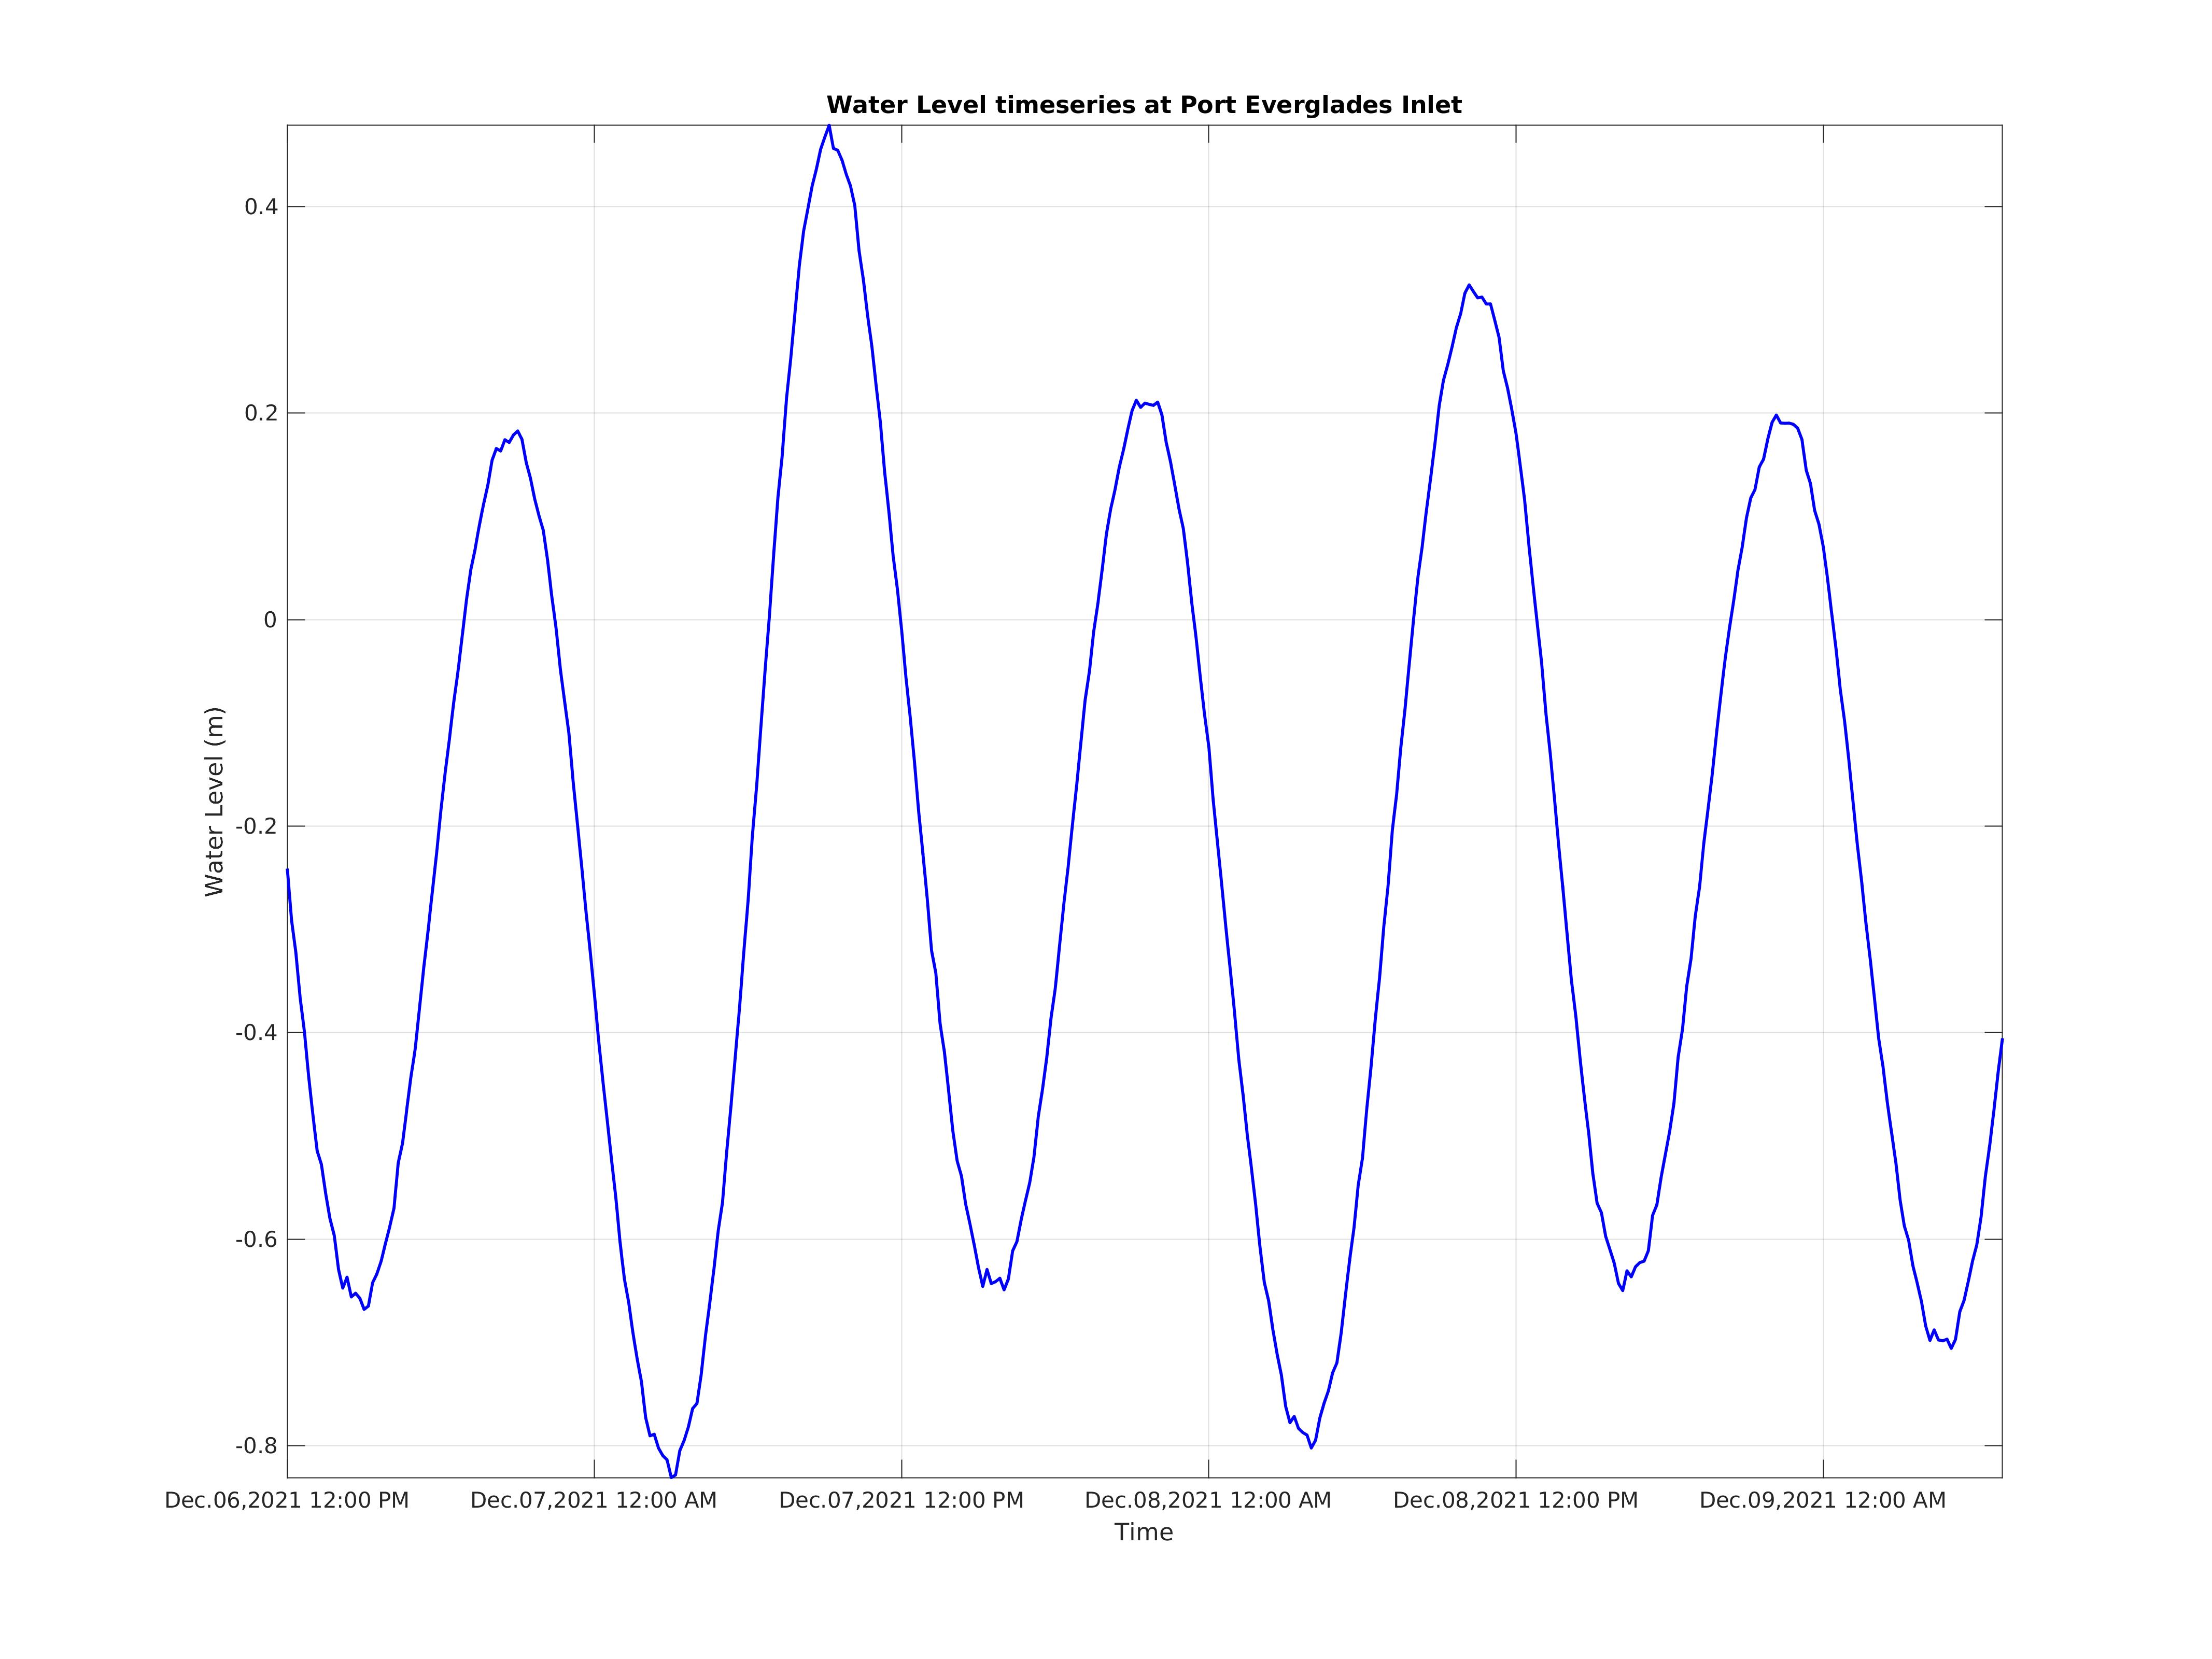 Water Level timeseries at Port Everglades Inlet
0.4
0.2
0
-0.2
-0.4
-0.6
-0.8
Water Level (m)
Dec.06,2021 12:00 PM
Dec.07,2021 12:00 AM
Dec.07,2021 12:00 PM
Dec.08,2021 12:00 AM
Dec.08,2021 12:00 PM
Dec.09,2021 12:00 AM
Time